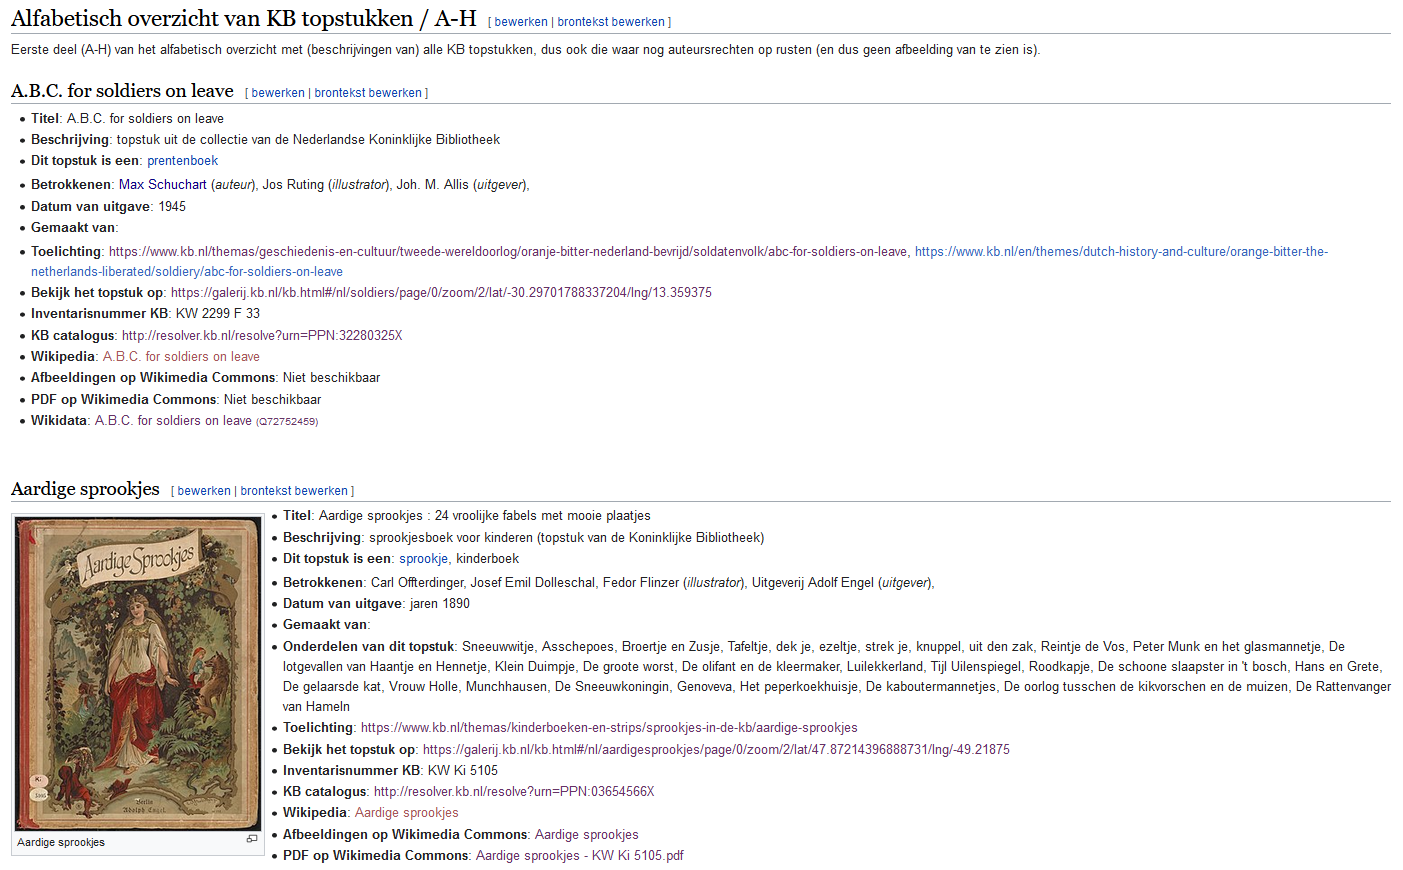 Alfabetisch overzicht van KB topstukken / A-H [ bewerken | brontekst bewerken ]
Eerste deel (A-H) van het alfabetisch overzicht met (beschrijvingen van) alle KB topstukken, dus ook die waar nog auteursrechten op rusten (en dus geen afbeelding van te zien is).
A.B.C. for soldiers on leave [ bewerken | brontekst bewerken ]
• Titel: A.B.C. for soldiers on leave
• Beschrijving: topstuk uit de collectie van de Nederlandse Koninklijke Bibliotheek
• Dit topstuk is een: prentenboek
• Betrokkenen: Max Schuchart (auteur), Jos Ruting (illustrator), Joh. M. Allis (uitgever),
• Datum van uitgave: 1945
• Gemaakt van:
• Toelichting: https://www.kb.nl/themas/geschiedenis-en-cultuur/tweede-wereldoorlog/oranje-bitter-nederland-bevrijd/soldatenvolk/abc-for-soldiers-on-leave, https://www.kb.nl/en/themes/dutch-history-and-culture/orange-bitter-the-
netherlands-liberated/soldiery/abc-for-soldiers-on-leave
• Bekijk het topstuk op: https://galerij.kb.nl/kb.html#/nl/soldiers/page/0/zoom/2/lat/-30.29701788337204/lng/13.359375
• Inventarisnummer KB: KW 2299 F 33
• KB catalogus: http://resolver.kb.nl/resolve?urn=PPN:32280325X
• Wikipedia: A.B.C. for soldiers on leave
• Afbeeldingen op Wikimedia Commons: Niet beschikbaar
• PDF op Wikimedia Commons: Niet beschikbaar
• Wikidata: A.B.C. for soldiers on leave (Q72752459)
Aardige sprookjes [ bewerken | brontekst bewerken ]
Aardige Sprookjes
Ki
5105
Berlin
Adolph Engel.
Aardige sprookjes
• Titel: Aardige sprookjes : 24 vroolijke fabels met mooie plaatjes
• Beschrijving: sprookjesboek voor kinderen (topstuk van de Koninklijke Bibliotheek)
• Dit topstuk is een: sprookje, kinderboek
• Betrokkenen: Carl Offterdinger, Josef Emil Dolleschal, Fedor Flinzer (illustrator), Uitgeverij Adolf Engel (uitgever),
• Datum van uitgave: jaren 1890
• Gemaakt van:
• Onderdelen van dit topstuk: Sneeuwwitje, Asschepoes, Broertje en Zusje, Tafeltje, dek je, ezeltje, strek je, knuppel, uit den zak, Reintje de Vos, Peter Munk en het glasmannetje, De
lotgevallen van Haantje en Hennetje, Klein Duimpje, De groote worst, De olifant en de kleermaker, Luilekkerland, Tijl Uilenspiegel, Roodkapje, De schoone slaapster in 't bosch, Hans en Grete,
De gelaarsde kat, Vrouw Holle, Munchhausen, De Sneeuwkoningin, Genoveva, Het peperkoekhuisje, De kaboutermannetjes, De oorlog tusschen de kikvorschen en de muizen, De Rattenvanger
van Hameln
• Toelichting: https://www.kb.nl/themas/kinderboeken-en-strips/sprookjes-in-de-kb/aardige-sprookjes
• Bekijk het topstuk op: https://galerij.kb.nl/kb.html#/nl/aardigesprookjes/page/0/zoom/2/lat/47.87214396888731/lng/-49.21875
• Inventarisnummer KB: KW Ki 5105
• KB catalogus: http://resolver.kb.nl/resolve?urn=PPN:03654566X
• Wikipedia: Aardige sprookjes
• Afbeeldingen op Wikimedia Commons: Aardige sprookjes
• PDF op Wikimedia Commons: Aardige sprookjes - KW Ki 5105.pdf